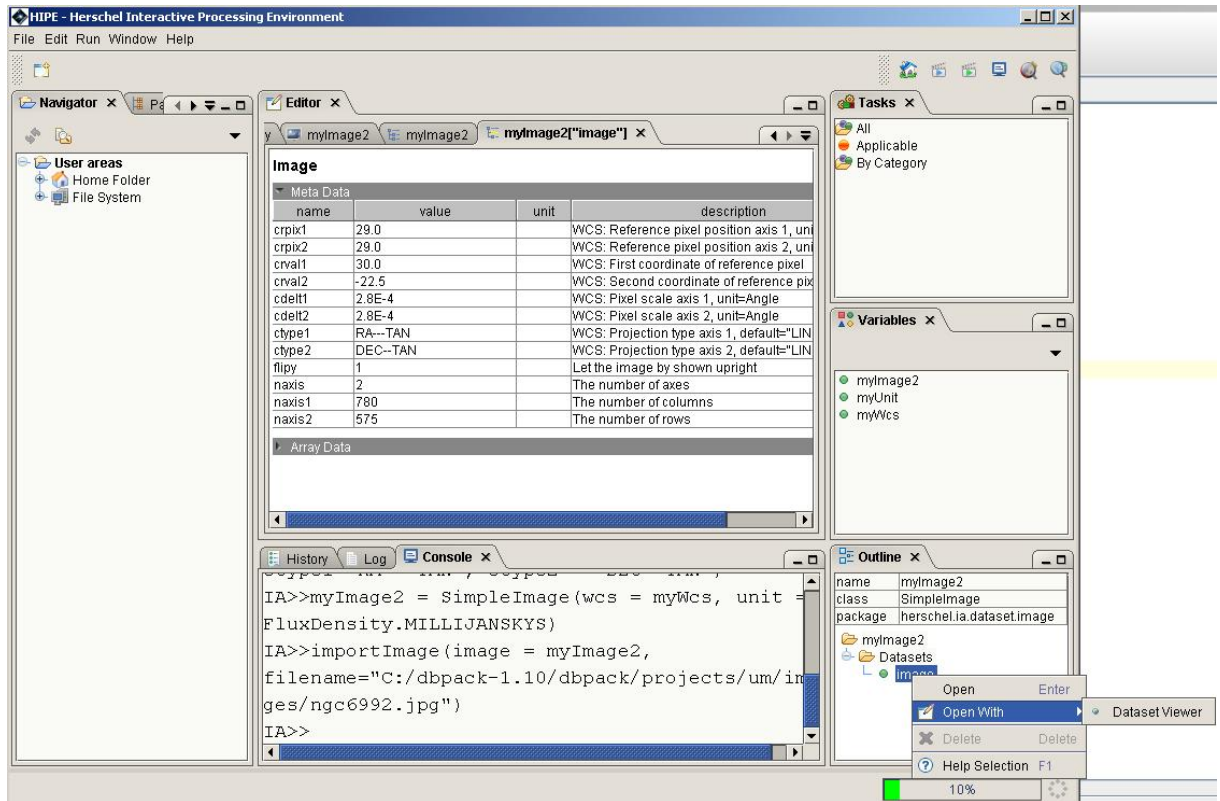 HIPE - Herschel Interactive Processing Environment
File Edit Run Window Help
Navigator
User areas
Home Folder
File System
Editor
y myImage2 myImage2 myImage2["image"]
Image
Meta Data
name value unit description
crpix1 29.0 WCS: Reference pixel position axis 1, uni
crpix2 29.0 WCS: Reference pixel position axis 2, uni
crval1 30.0 WCS: First coordinate of reference pixel
crval2 -22.5 WCS: Second coordinate of reference pix
cdelt1 2.8E-4 WCS: Pixel scale axis 1, unit=Angle
cdelt2 2.8E-4 WCS: Pixel scale axis 2, unit=Angle
ctype1 RA---TAN WCS: Projection type axis 1, default="LIN
ctype2 DEC--TAN WCS: Projection type axis 2, default="LIN
flipy 1 Let the image by shown upright
naxis 2 The number of axes
naxis1 780 The number of columns
naxis2 575 The number of rows
Array Data
Tasks
All
Applicable
By Category
Variables
myImage2
myUnit
myWcs
History Log Console
IA>>myImage2 = SimpleImage(wcs = myWcs, unit =
FluxDensity.MILLIJANSKYS)
IA>>importImage(image = myImage2,
filename="C:/dbpack-1.10/dbpack/projects/um/im
ges/ngc6992.jpg")
IA>>
Outline
name myImage2
class SimpleImage
package herschel.ia.dataset.image
myImage2
Datasets
image
Open Enter
Open With Dataset Viewer
Delete Delete
Help Selection F1
10%